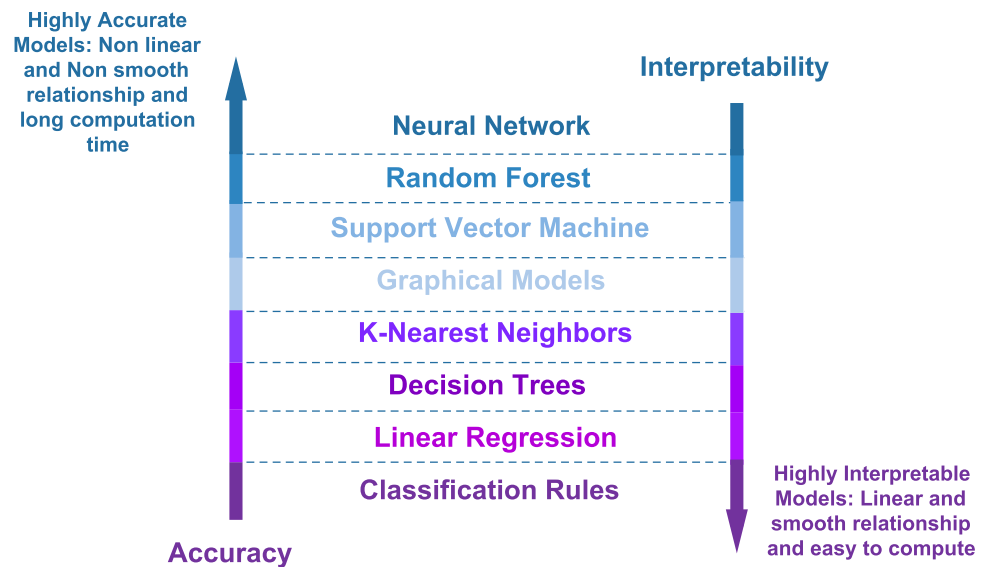 Highly Accurate
Models: Non linear
and Non smooth
relationship and
long computation
time
Interpretability
Neural Network
Random Forest
Support Vector Machine
Graphical Models
K-Nearest Neighbors
Decision Trees
Linear Regression
Classification Rules
Accuracy
Highly Interpretable
Models: Linear and
smooth relationship
and easy to compute